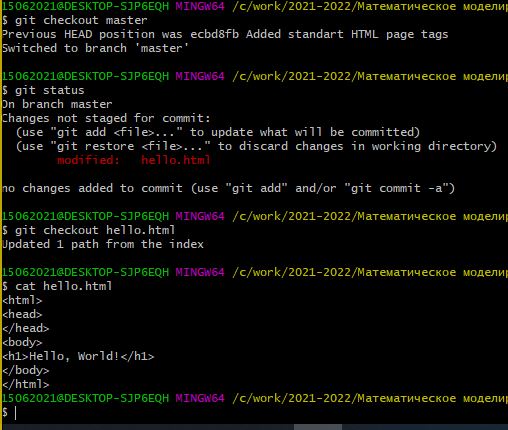 15062021@DESKTOP-SJP6EQH MINGW64 /c/work/2021-2022/Математическое моделир
$ git checkout master
Previous HEAD position was ecbd8fb Added standart HTML page tags
Switched to branch 'master'
15062021@DESKTOP-SJP6EQH MINGW64 /c/work/2021-2022/Математическое моделир
$ git status
On branch master
Changes not staged for commit:
(use "git add <file>..." to update what will be committed)
(use "git restore <file>..." to discard changes in working directory)
modified: hello.html
no changes added to commit (use "git add" and/or "git commit -a")
15062021@DESKTOP-SJP6EQH MINGW64 /c/work/2021-2022/Математическое моделир
$ git checkout hello.html
Updated 1 path from the index
15062021@DESKTOP-SJP6EQH MINGW64 /c/work/2021-2022/Математическое моделир
$ cat hello.html
<html>
<head>
</head>
<body>
<h1>Hello, World!</h1>
</body>
</html>
15062021@DESKTOP-SJP6EQH MINGW64 /c/work/2021-2022/Математическое моделир
$